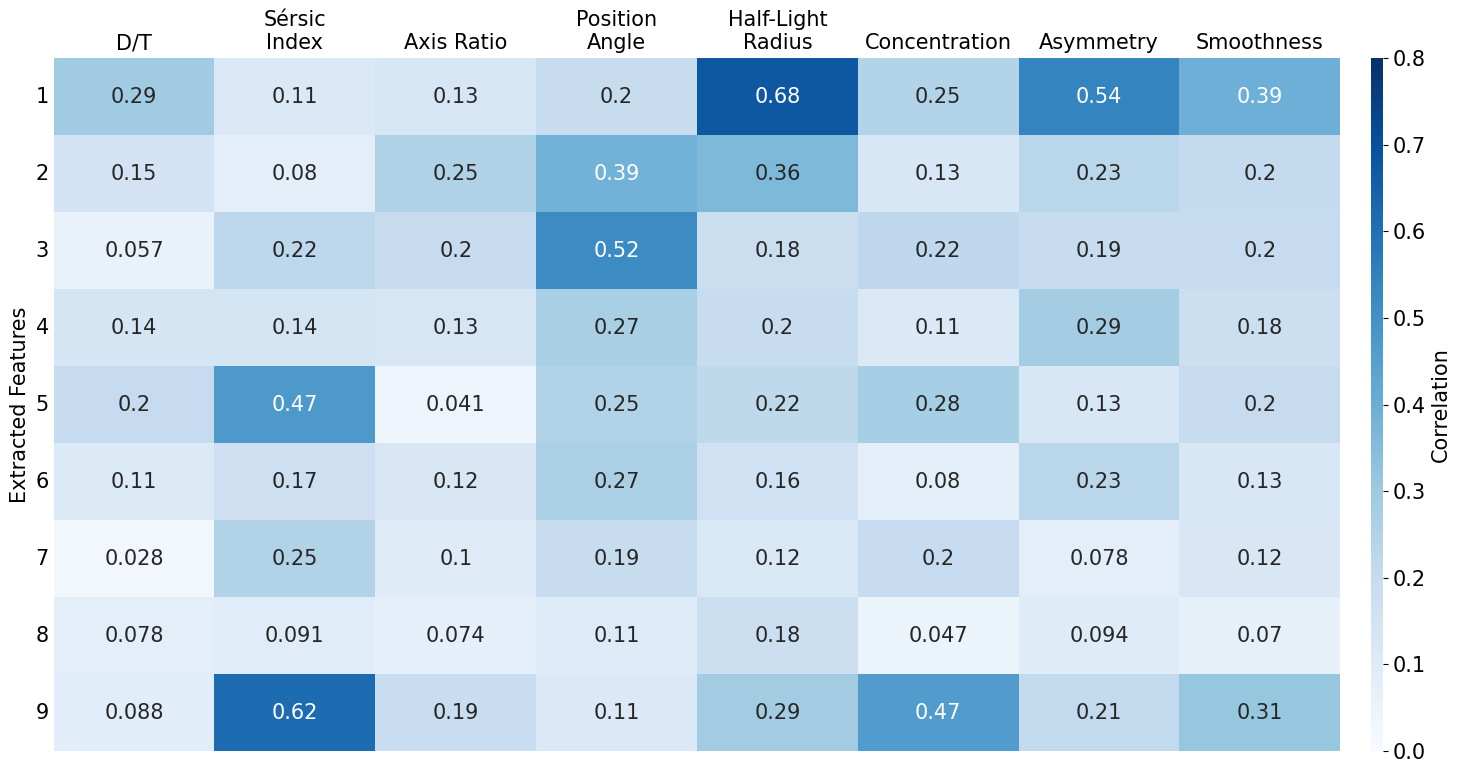 Sérsic Position Half-Light
D/T Index Axis Ratio Angle Radius Concentration Asymmetry Smoothness
1 0.29 0.11 0.13 0.2 0.68 0.25 0.54 0.39
2 0.15 0.08 0.25 0.39 0.36 0.13 0.23 0.2
3 0.057 0.22 0.2 0.52 0.18 0.22 0.19 0.2
4 0.14 0.14 0.13 0.27 0.2 0.11 0.29 0.18
5 0.2 0.47 0.041 0.25 0.22 0.28 0.13 0.2
6 0.11 0.17 0.12 0.27 0.16 0.08 0.23 0.13
7 0.028 0.25 0.1 0.19 0.12 0.2 0.078 0.12
8 0.078 0.091 0.074 0.11 0.18 0.047 0.094 0.07
9 0.088 0.62 0.19 0.11 0.29 0.47 0.21 0.31
Extracted Features
0.8
0.7
0.6
0.5
0.4
0.3
0.2
0.1
0.0
Correlation